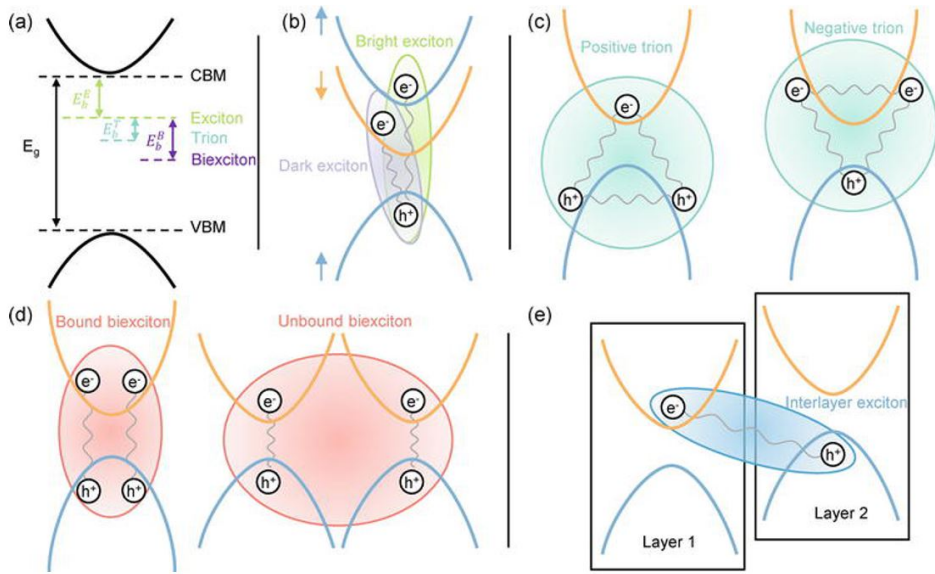 (a)
CBM
E_b^E
Exciton
E_b^T
Trion
E_b^B
Biexciton
E_g
VBM
(b)
Bright exciton
e-
e-
Dark exciton
h+
(c)
Positive trion
e-
h+
h+
Negative trion
e-
e-
h+
(d)
Bound biexciton
e-
e-
h+
h+
Unbound biexciton
e-
e-
h+
h+
(e)
e-
Interlayer exciton
h+
Layer 1
Layer 2